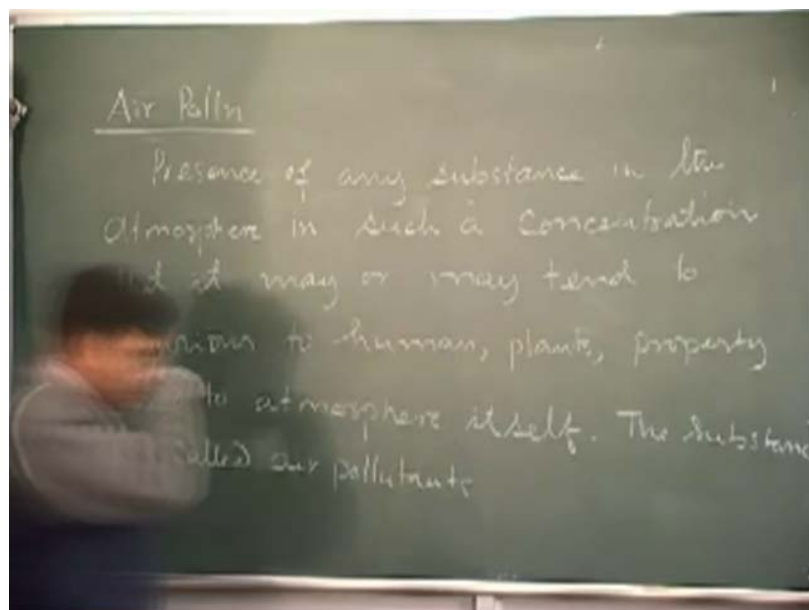 Air Polln
Presence of any substance in the
atmosphere in such a concentration
it may or may tend to
to human, plants, property
to atmosphere itself. The Substance
called air pollutants